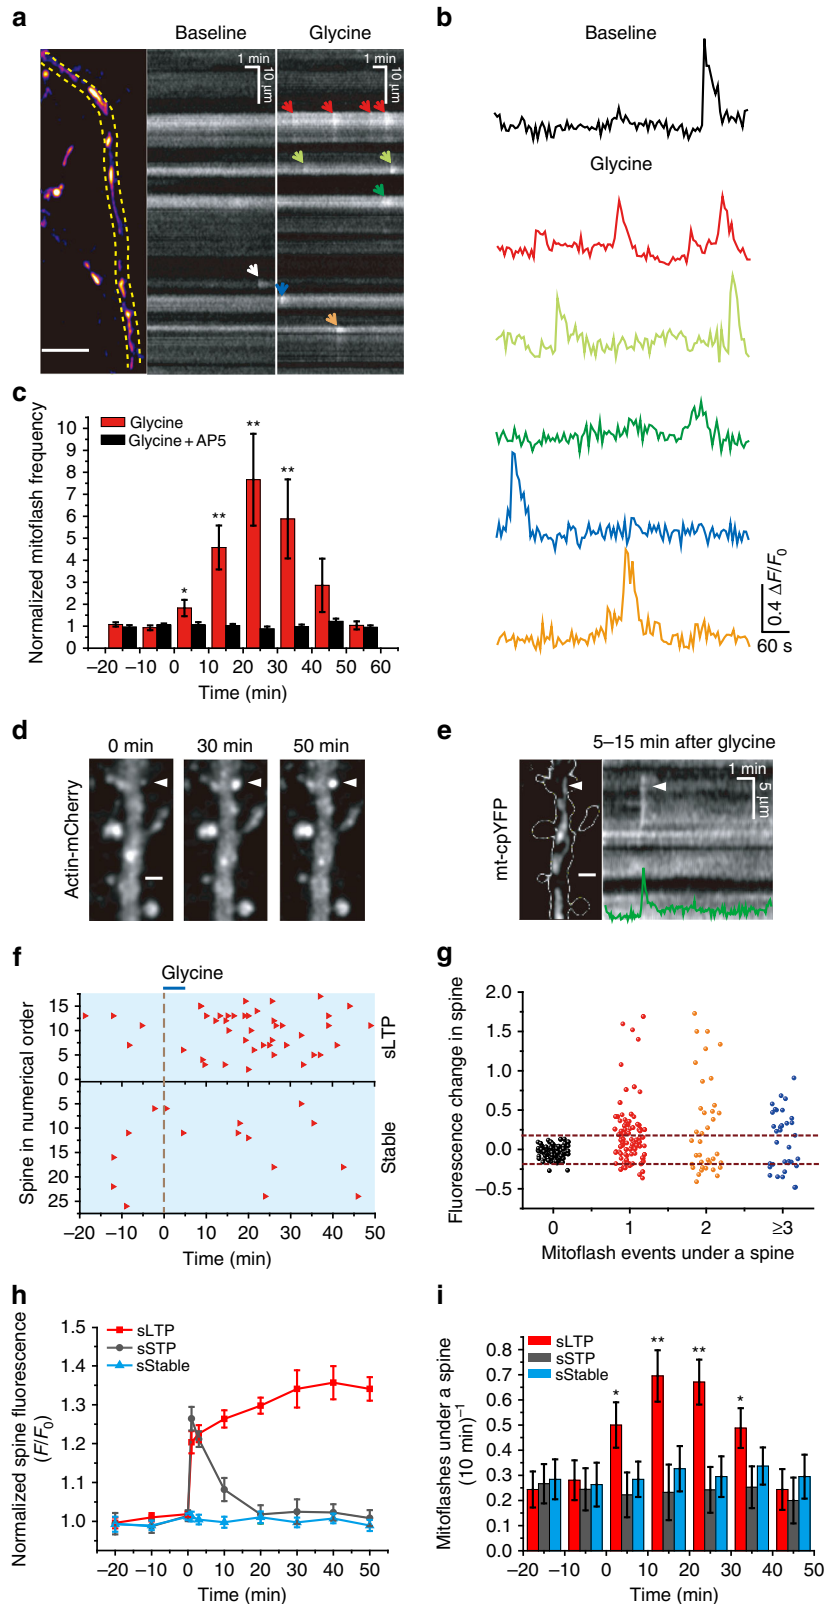 a
Baseline
Glycine
1 min
10 µm
1 min
10 µm
b
Baseline
Glycine
0.4 ΔF/F0
60 s
c
Glycine
Glycine + AP5
Normalized mitoflash frequency
10
9
8
7
6
5
4
3
2
1
0
*
**
**
**
–20 –10 0 10 20 30 40 50 60
Time (min)
d
0 min
30 min
50 min
Actin-mCherry
e
5–15 min after glycine
mt-cpYFP
1 min
5 µm
f
Glycine
Spine in numerical order
15
10
5
0
5
10
15
20
25
sLTP
Stable
–20 –10 0 10 20 30 40 50
Time (min)
g
Fluorescence change in spine
2.0
1.5
1.0
0.5
0.0
–0.5
0 1 2 ≥3
Mitoflash events under a spine
h
sLTP
sSTP
sStable
Normalized spine fluorescence
(F/F0)
1.5
1.4
1.3
1.2
1.1
1.0
–20 –10 0 10 20 30 40 50
Time (min)
i
sLTP
sSTP
sStable
Mitoflashes under a spine
(10 min)–1
0.8
0.7
0.6
0.5
0.4
0.3
0.2
0.1
0.0
*
**
**
*
–20 –10 0 10 20 30 40 50
Time (min)